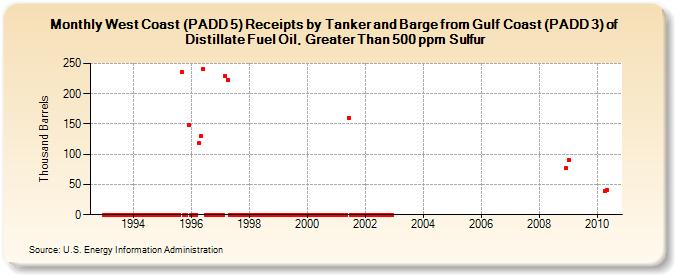 Monthly West Coast (PADD 5) Receipts by Tanker and Barge from Gulf Coast (PADD 3) of
Distillate Fuel Oil, Greater Than 500 ppm Sulfur
Thousand Barrels
250
200
150
100
50
0
1994 1996 1998 2000 2002 2004 2006 2008 2010
Source: U.S. Energy Information Administration